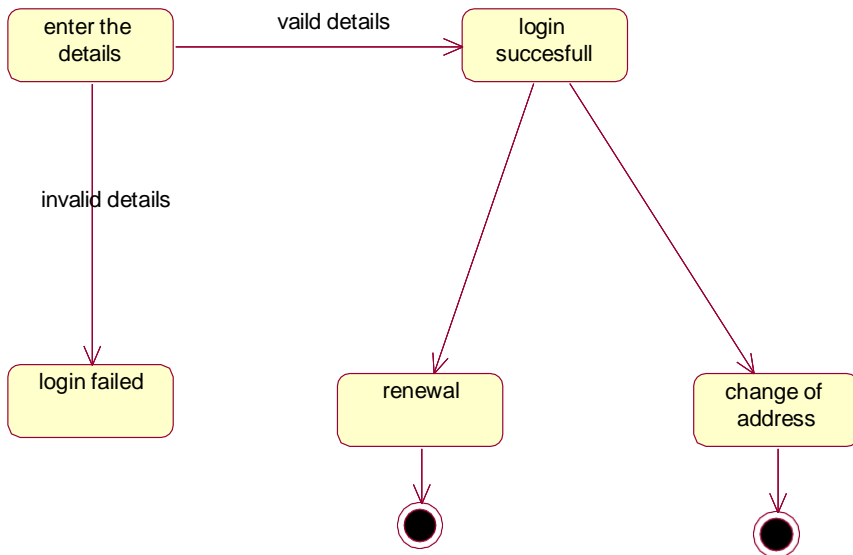 enter the
details
vaild details
login
succesfull
invalid details
login failed
renewal
change of
address